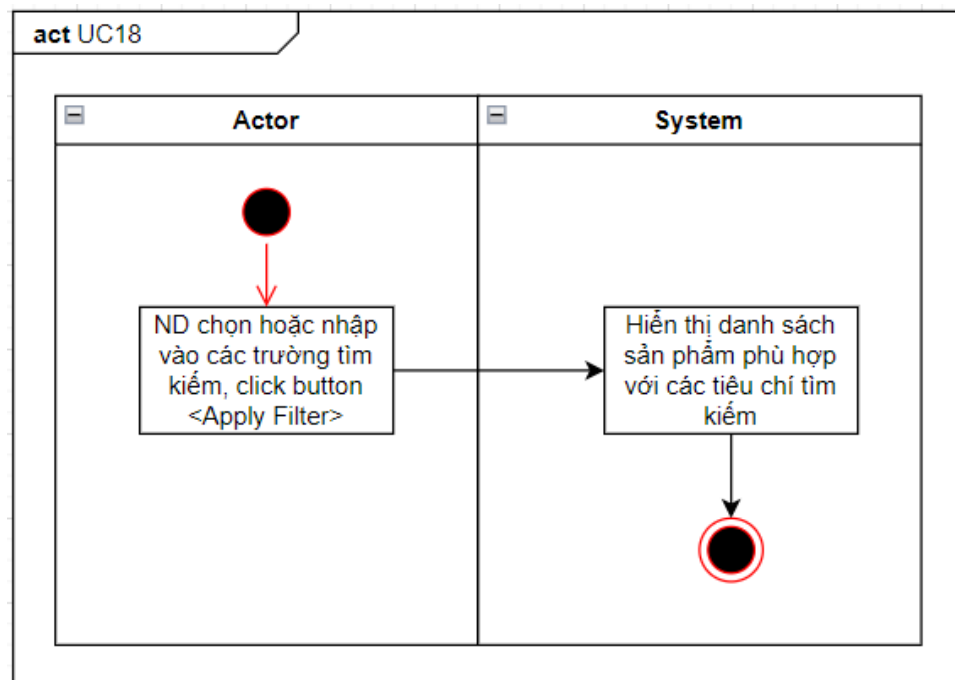 act UC18
Actor
System
ND chọn hoặc nhập
vào các trường tìm
kiếm, click button
<Apply Filter>
Hiển thị danh sách
sản phẩm phù hợp
với các tiêu chí tìm
kiếm